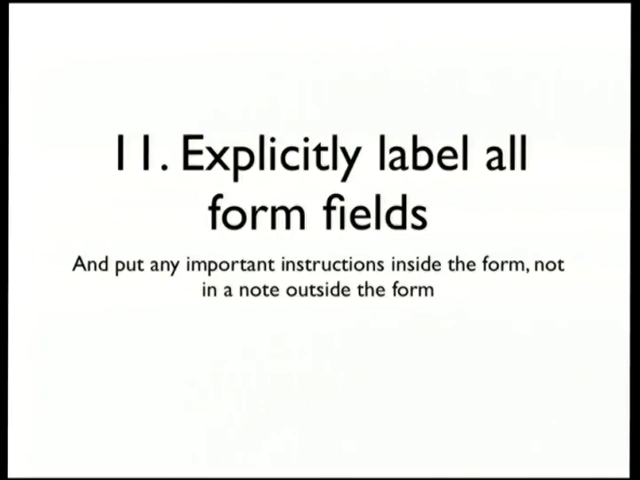 11. Explicitly label all
form fields
And put any important instructions inside the form, not
in a note outside the form